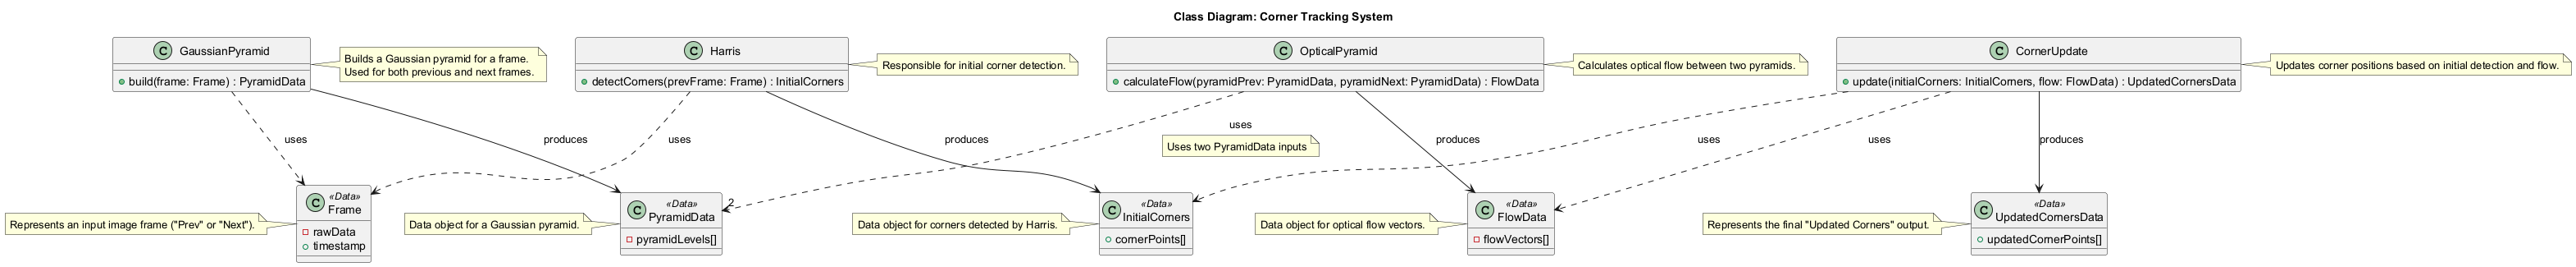 Class Diagram: Corner Tracking System
C GaussianPyramid
build(frame: Frame) : PyramidData
Builds a Gaussian pyramid for a frame.
Used for both previous and next frames.
C Harris
detectCorners(prevFrame: Frame) : InitialCorners
Responsible for initial corner detection.
C OpticalPyramid
calculateFlow(pyramidPrev: PyramidData, pyramidNext: PyramidData) : FlowData
Calculates optical flow between two pyramids.
C CornerUpdate
update(initialCorners: InitialCorners, flow: FlowData) : UpdatedCornersData
Updates corner positions based on initial detection and flow.
uses
produces
uses
produces
uses
Uses two PyramidData inputs
produces
uses
uses
produces
2
Represents an input image frame ("Prev" or "Next").
C «Data»
Frame
rawData
timestamp
Data object for a Gaussian pyramid.
C «Data»
PyramidData
pyramidLevels[]
Data object for corners detected by Harris.
C «Data»
InitialCorners
cornerPoints[]
Data object for optical flow vectors.
C «Data»
FlowData
flowVectors[]
Represents the final "Updated Corners" output.
C «Data»
UpdatedCornersData
updatedCornerPoints[]